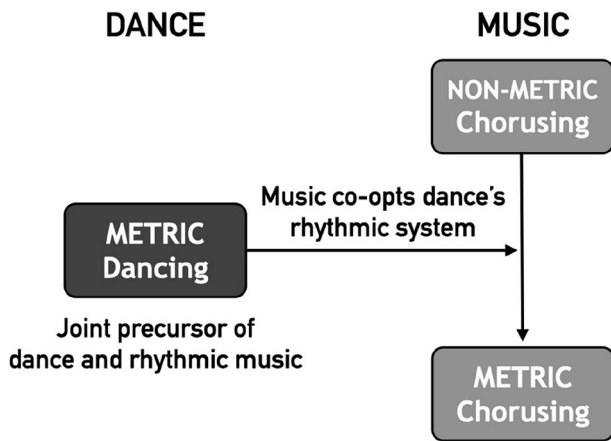 DANCE
MUSIC
NON-METRIC
Chorusing
Music co-opts dance's
rhythmic system
METRIC
Dancing
Joint precursor of
dance and rhythmic music
METRIC
Chorusing